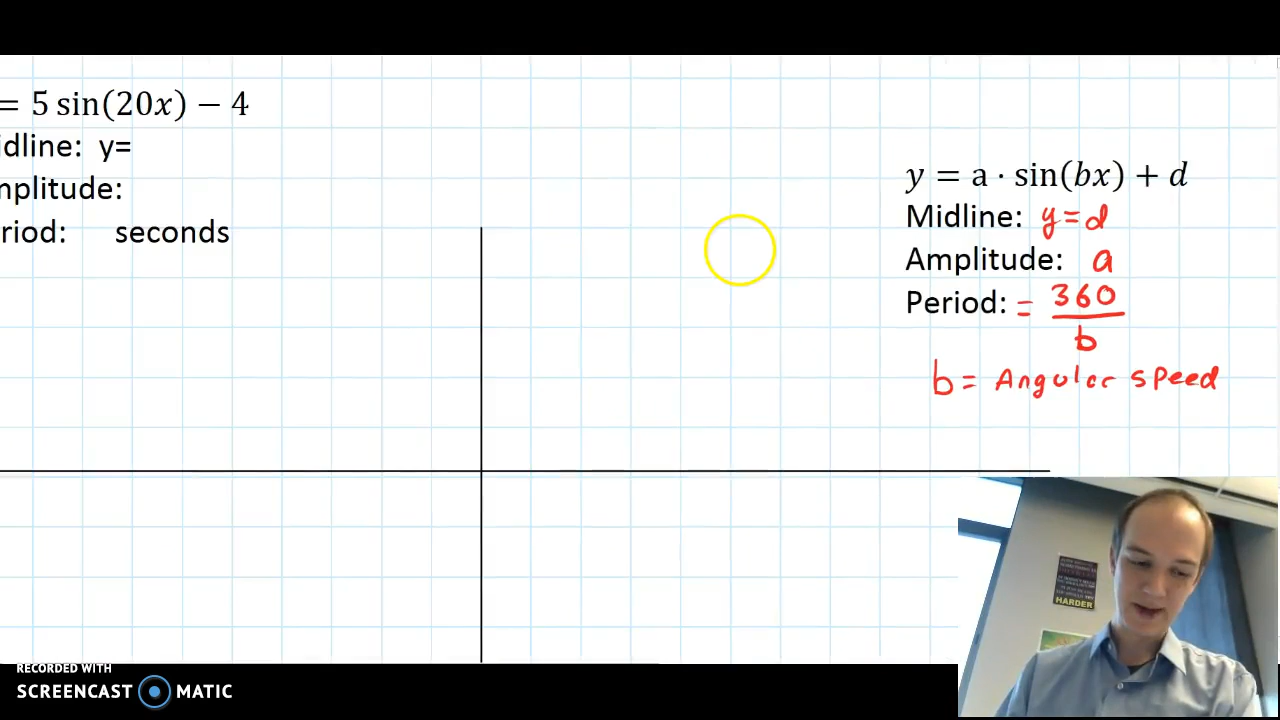 = 5 sin(20x) − 4
idline: y=
nplitude:
riod: seconds
y = a · sin(bx) + d
Midline: y=d
Amplitude: a
Period: = 360
b
b = Angular speed
HARDER
RECORDED WITH
SCREENCAST MATIC